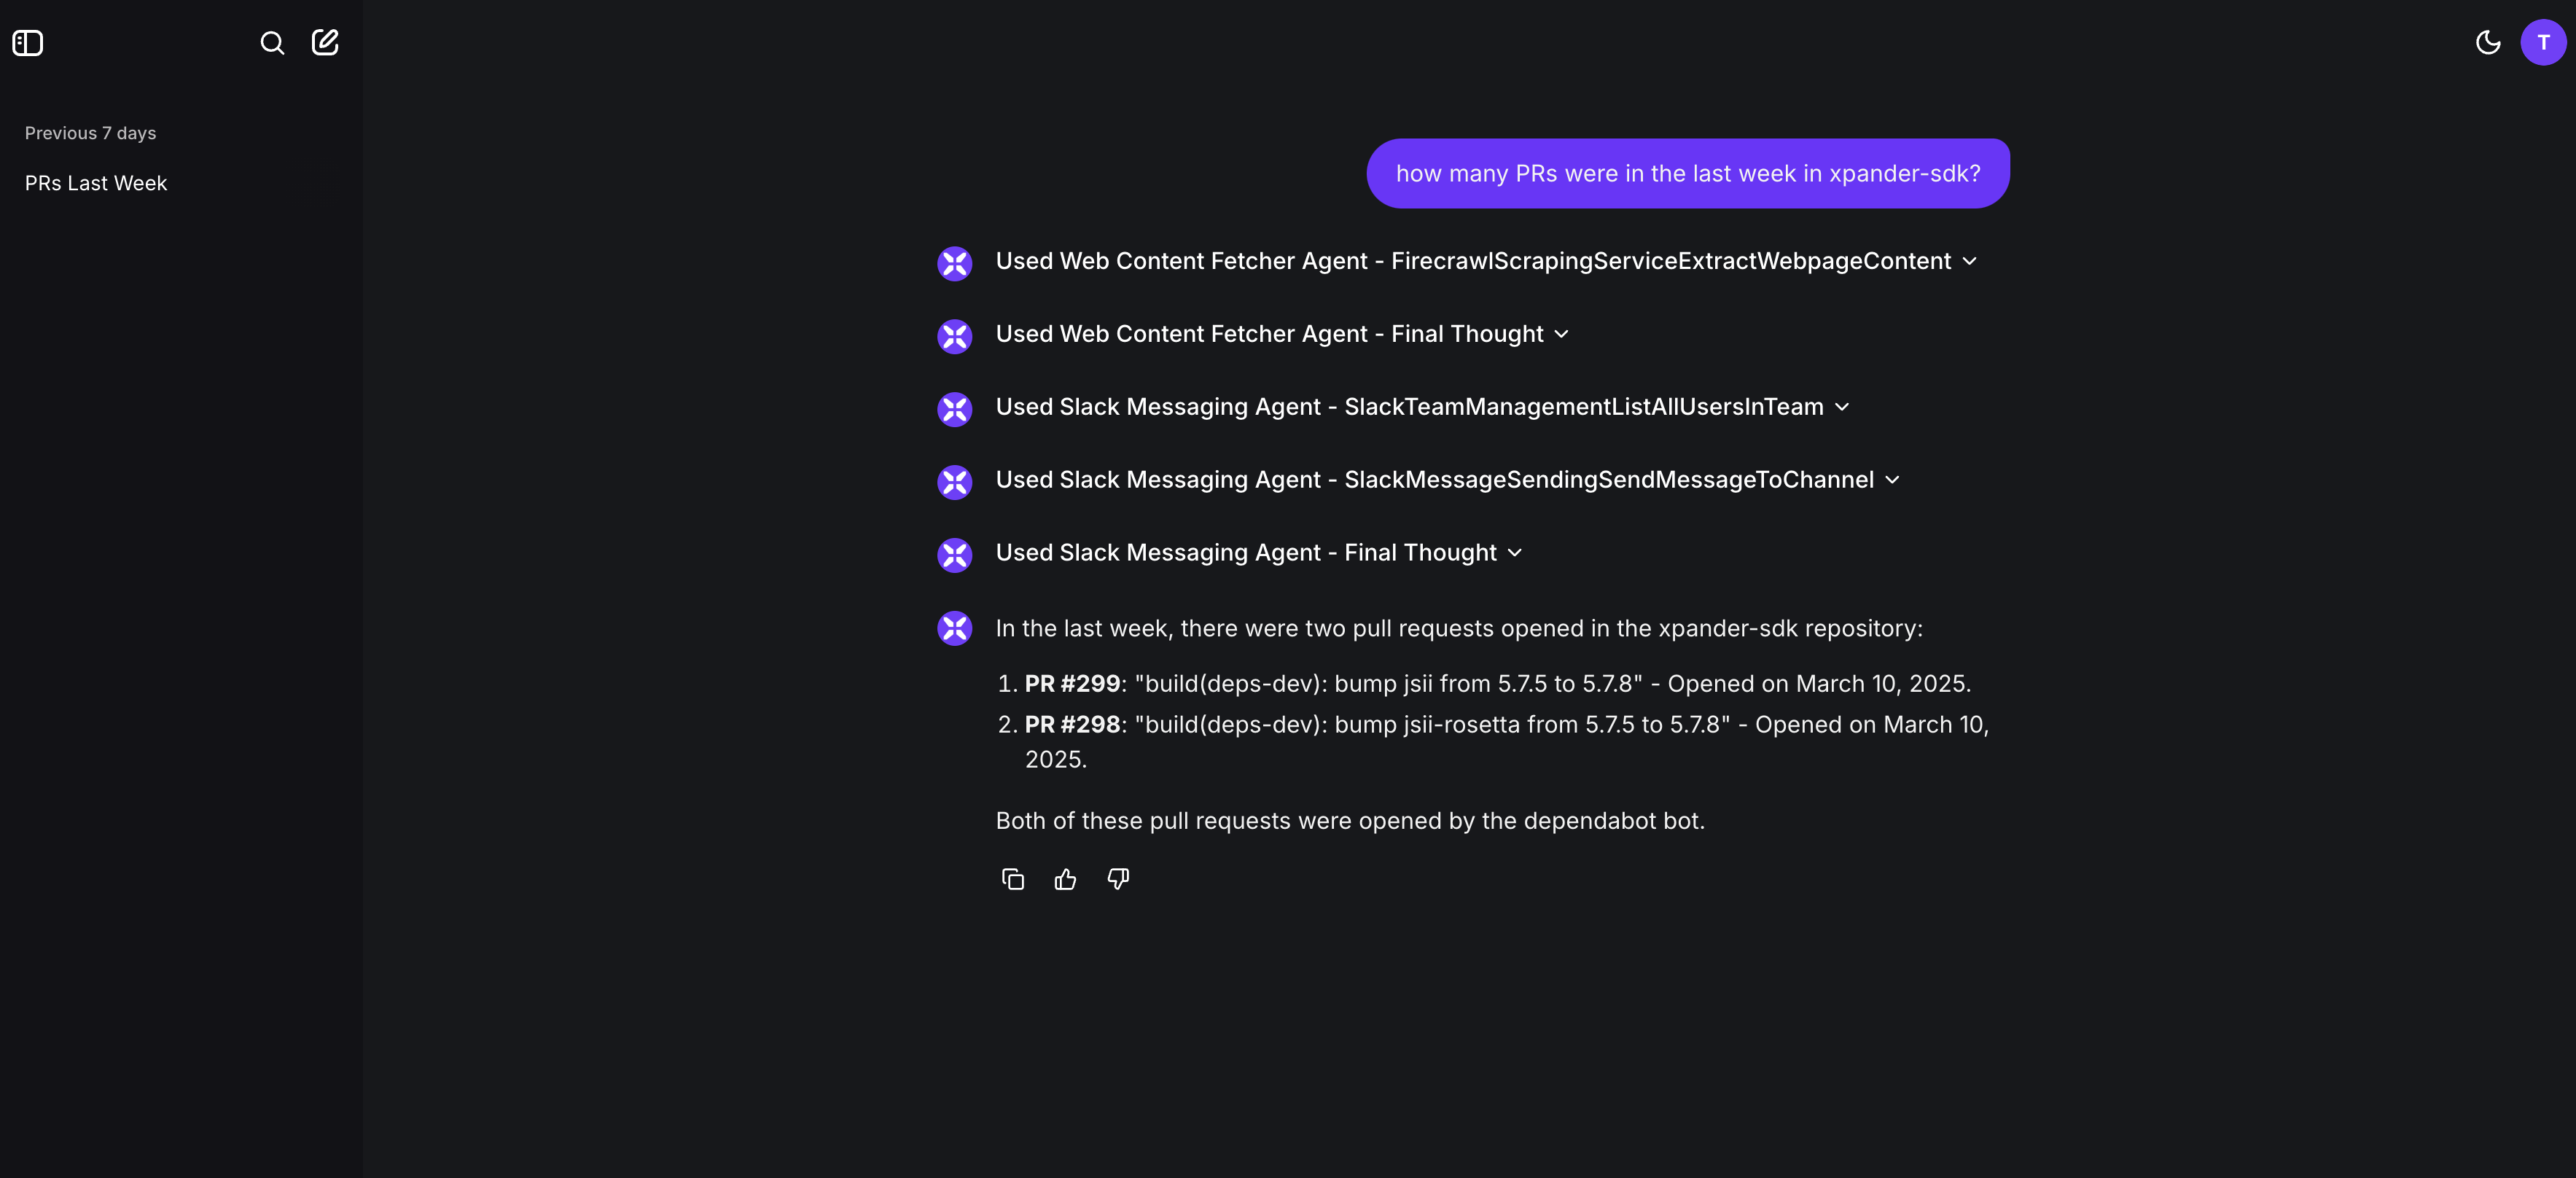 T
Previous 7 days
PRs Last Week
how many PRs were in the last week in xpander-sdk?
Used Web Content Fetcher Agent - FirecrawlScrapingServiceExtractWebpageContent
Used Web Content Fetcher Agent - Final Thought
Used Slack Messaging Agent - SlackTeamManagementListAllUsersInTeam
Used Slack Messaging Agent - SlackMessageSendingSendMessageToChannel
Used Slack Messaging Agent - Final Thought
In the last week, there were two pull requests opened in the xpander-sdk repository:
1. PR #299: "build(deps-dev): bump jsii from 5.7.5 to 5.7.8" - Opened on March 10, 2025.
2. PR #298: "build(deps-dev): bump jsii-rosetta from 5.7.5 to 5.7.8" - Opened on March 10,
2025.
Both of these pull requests were opened by the dependabot bot.